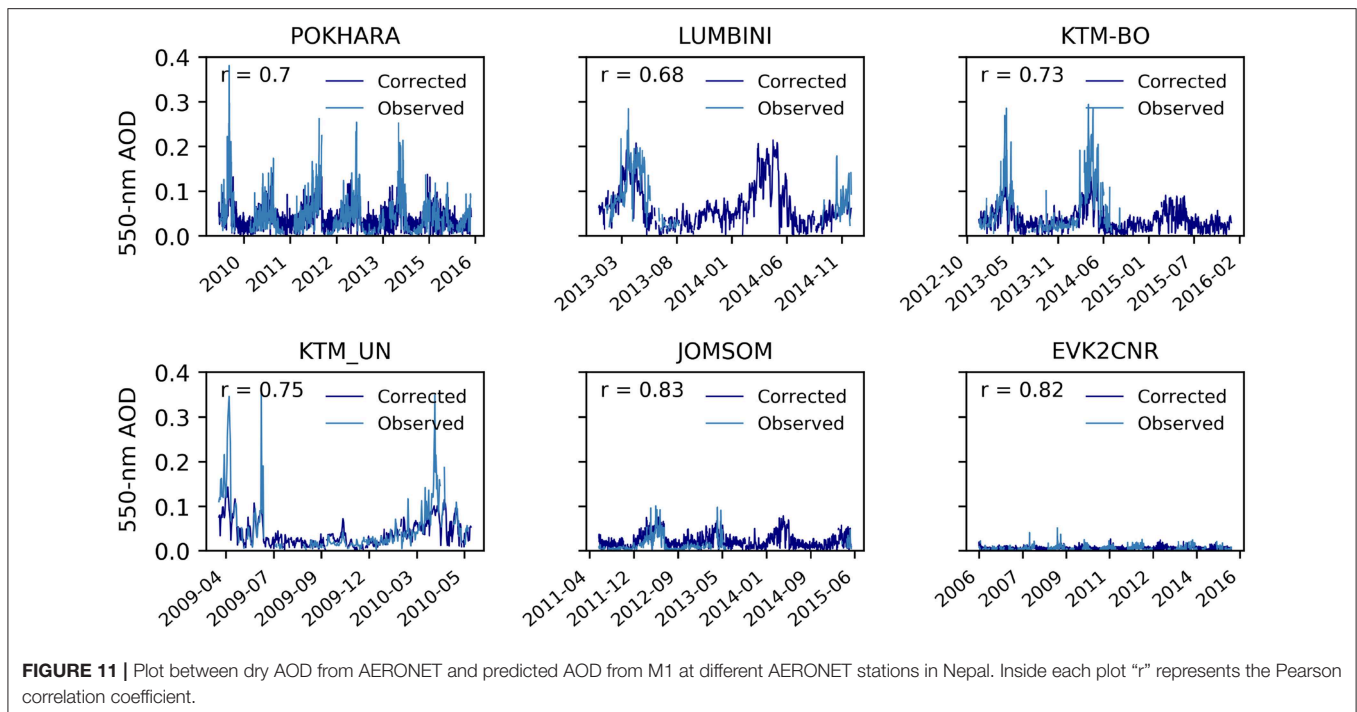 POKHARA
LUMBINI
KTM-BO
550-nm AOD
0.4
0.3
0.2
0.1
0.0
r = 0.7
Corrected
Observed
2010
2011
2012
2013
2015
2016
r = 0.68
Corrected
Observed
2013-03
2013-08
2014-01
2014-06
2014-11
r = 0.73
Corrected
Observed
2012-10
2013-05
2013-11
2014-06
2015-01
2015-07
2016-02
KTM_UN
JOMSOM
EVK2CNR
550-nm AOD
0.4
0.3
0.2
0.1
0.0
r = 0.75
Corrected
Observed
2009-04
2009-07
2009-09
2009-12
2010-03
2010-05
r = 0.83
Corrected
Observed
2011-04
2011-12
2012-09
2013-05
2014-01
2014-09
2015-06
r = 0.82
Corrected
Observed
2006
2007
2009
2011
2012
2014
2016
FIGURE 11 | Plot between dry AOD from AERONET and predicted AOD from M1 at different AERONET stations in Nepal. Inside each plot “r” represents the Pearson
correlation coefficient.